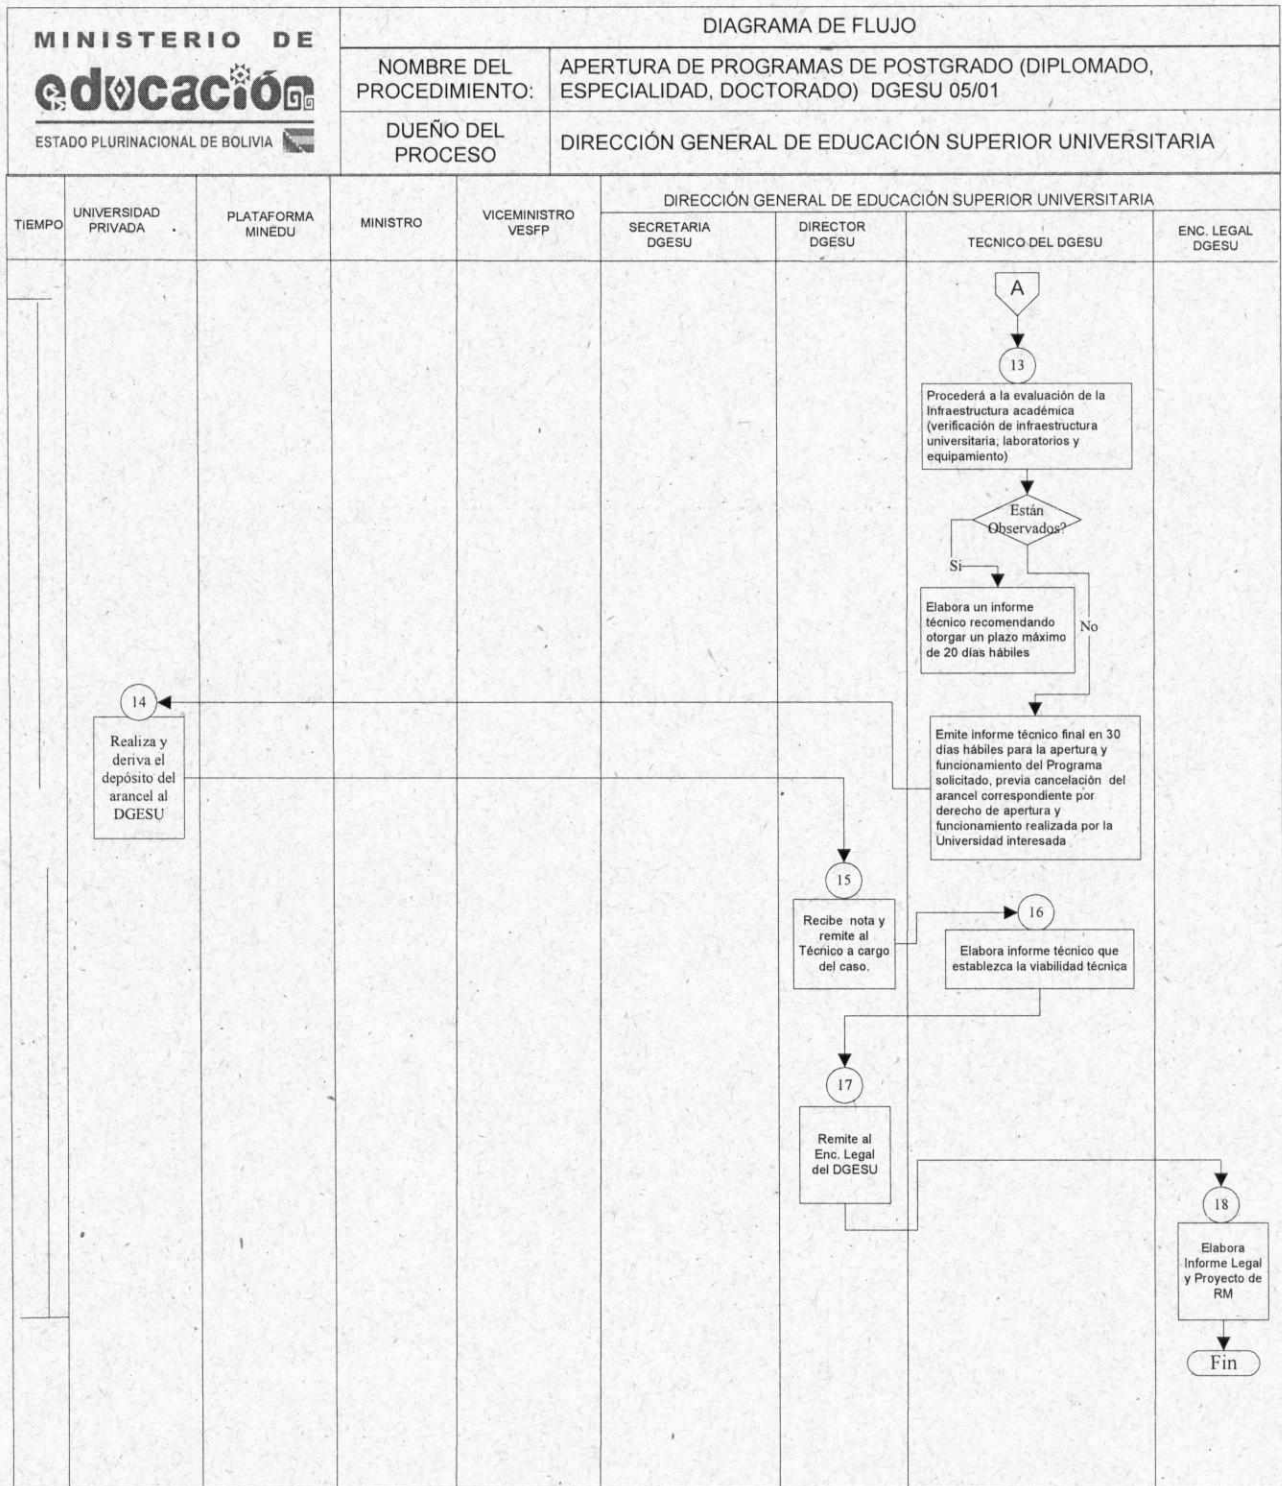 MINISTERIO DE
educación
ESTADO PLURINACIONAL DE BOLIVIA
DIAGRAMA DE FLUJO
NOMBRE DEL
PROCEDIMIENTO:
APERTURA DE PROGRAMAS DE POSTGRADO (DIPLOMADO,
ESPECIALIDAD, DOCTORADO) DGESU 05/01
DUEÑO DEL
PROCESO
DIRECCIÓN GENERAL DE EDUCACIÓN SUPERIOR UNIVERSITARIA
TIEMPO
UNIVERSIDAD
PRIVADA
PLATAFORMA
MINEDU
MINISTRO
VICEMINISTRO
VESFP
DIRECCIÓN GENERAL DE EDUCACIÓN SUPERIOR UNIVERSITARIA
SECRETARIA
DGESU
DIRECTOR
DGESU
TECNICO DEL DGESU
ENC. LEGAL
DGESU
A
13
Procederá a la evaluación de la
Infraestructura académica
(verificación de infraestructura
universitaria; laboratorios y
equipamiento)
Están
Observados?
Si
Elabora un informe
técnico recomendando
otorgar un plazo máximo
de 20 días hábiles
No
14
Realiza y
deriva el
depósito del
arancel al
DGESU
Emite informe técnico final en 30
días hábiles para la apertura y
funcionamiento del Programa
solicitado, previa cancelación del
arancel correspondiente por
derecho de apertura y
funcionamiento realizada por la
Universidad interesada
15
Recibe nota y
remite al
Técnico a cargo
del caso.
16
Elabora informe técnico que
establezca la viabilidad técnica
17
Remite al
Enc. Legal
del DGESU
18
Elabora
Informe Legal
y Proyecto de
RM
Fin